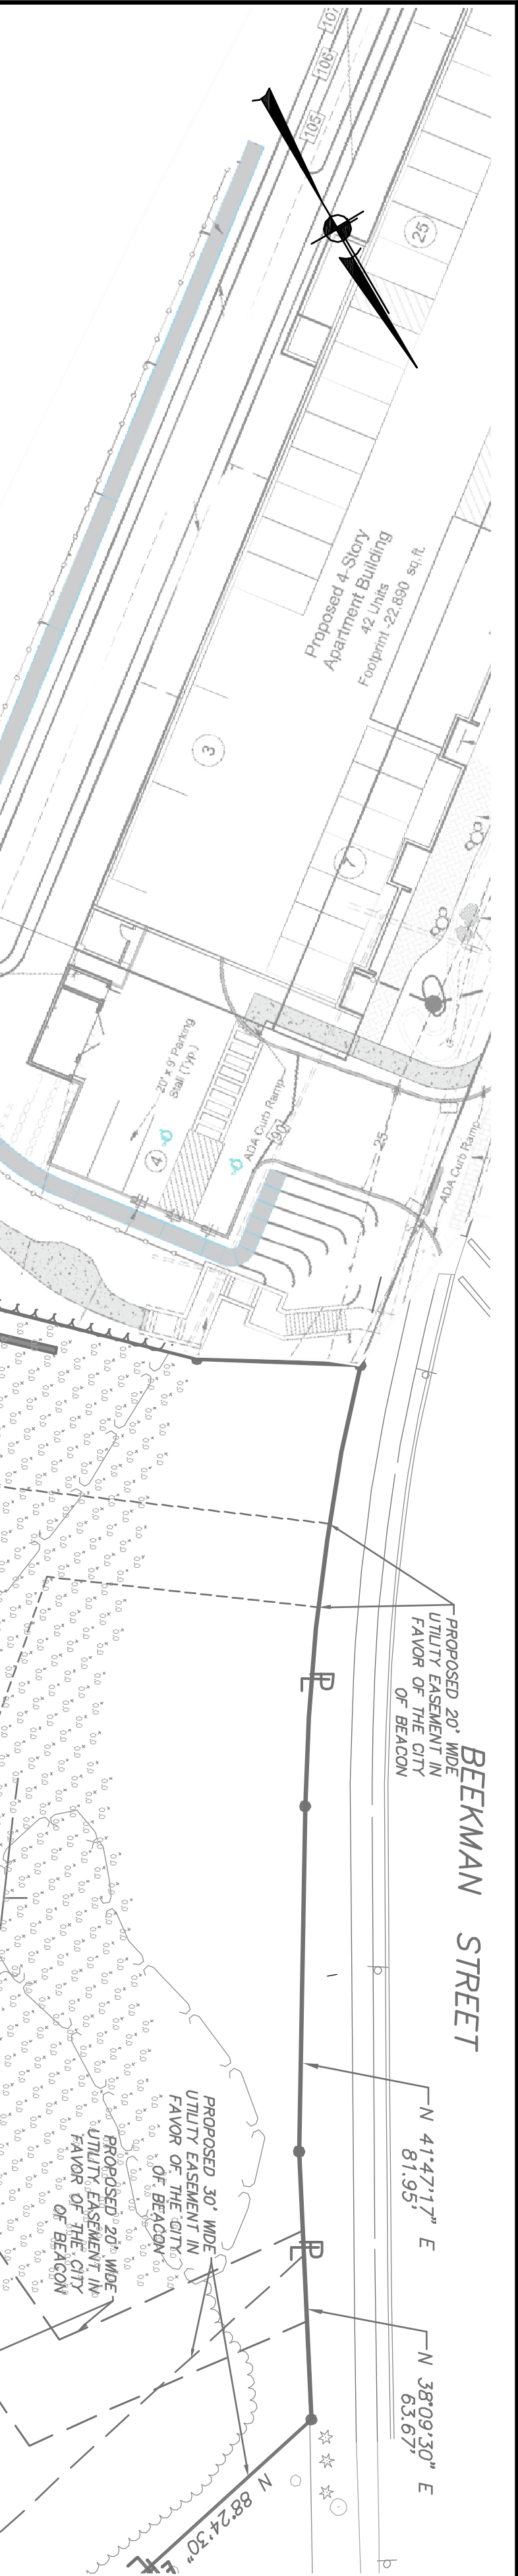 107
106
105
25
Proposed 4-Story
Apartment Building
42 Units
Footprint -22,890 sq.ft.
3
7
20' x 9' Parking
Stall (Typ.)
4
ADA Curb Ramp
(90)
25
ADA Curb Ramp
PROPOSED 20' WIDE
UTILITY EASEMENT IN
FAVOR OF THE CITY
OF BEACON
BEEKMAN STREET
N 41°47'17" E
81.95'
PROPOSED 30' WIDE
UTILITY EASEMENT IN
FAVOR OF THE CITY
OF BEACON
PROPOSED 20' WIDE
UTILITY EASEMENT IN
FAVOR OF THE CITY
OF BEACON
N 38°09'30" E
63.67'
N 88°24'30"